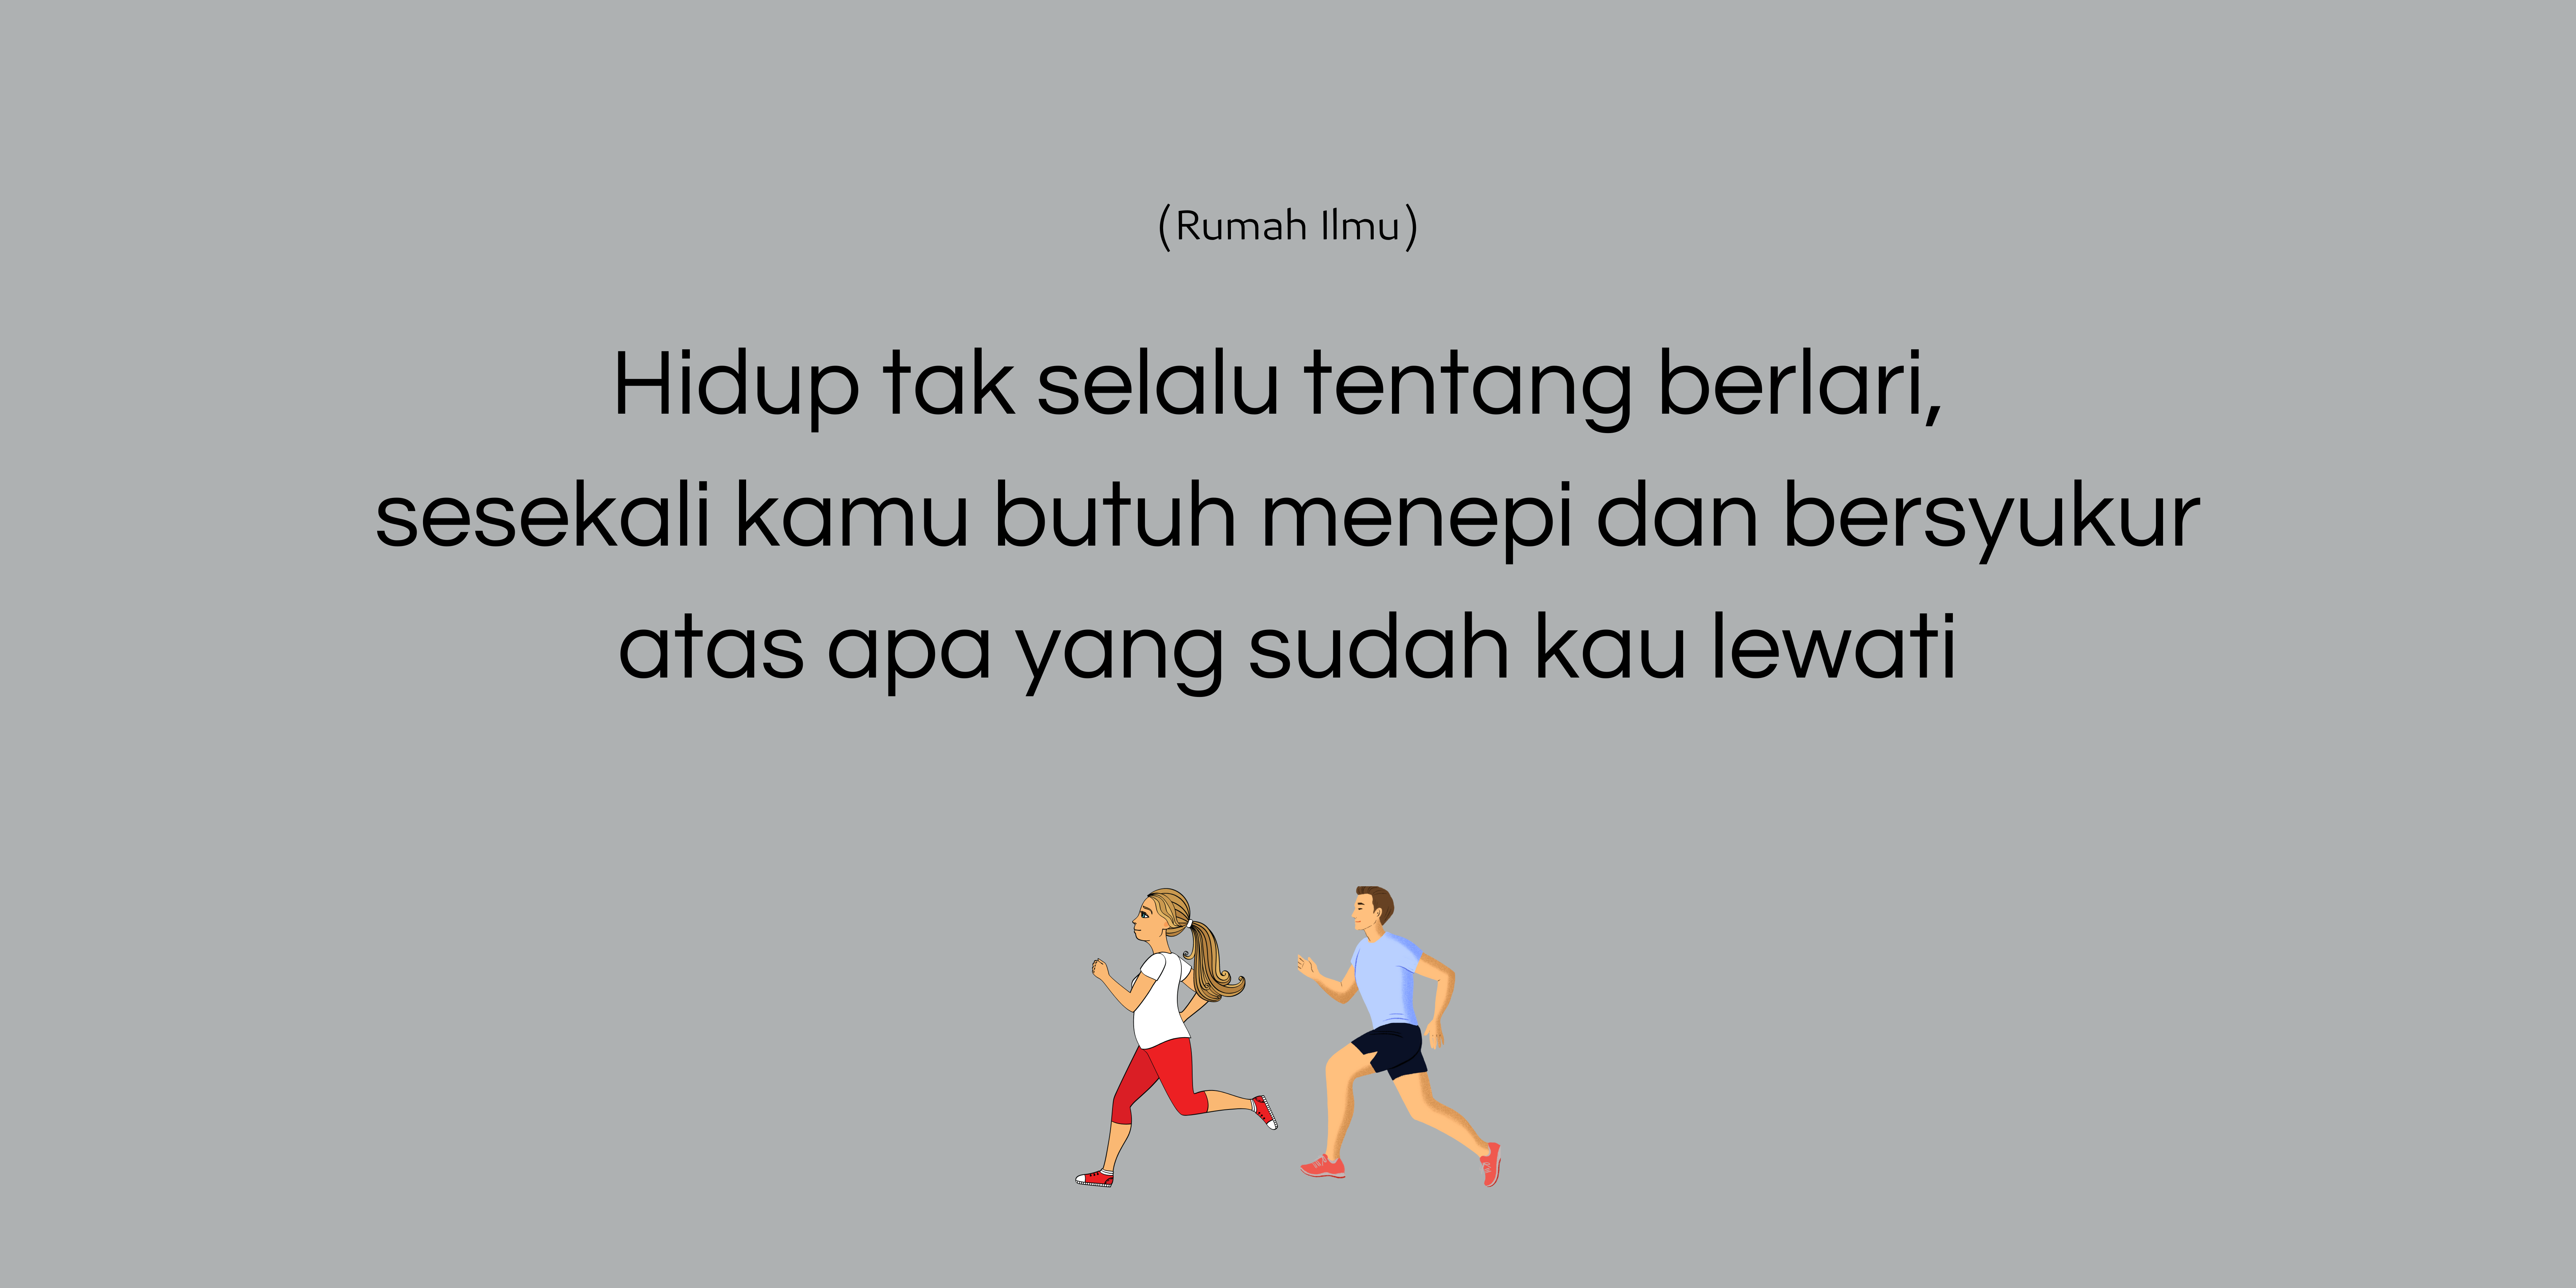 (Rumah Ilmu)
Hidup tak selalu tentang berlari,
sesekali kamu butuh menepi dan bersyukur
atas apa yang sudah kau lewati